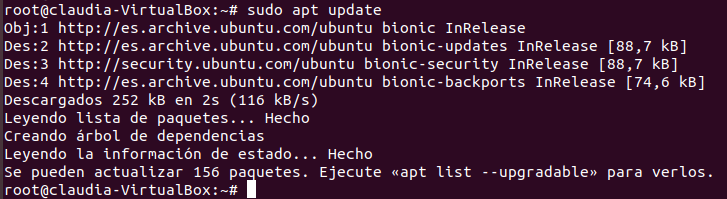 root@claudia-VirtualBox:~# sudo apt update
Obj:1 http://es.archive.ubuntu.com/ubuntu bionic InRelease
Des:2 http://es.archive.ubuntu.com/ubuntu bionic-updates InRelease [88,7 kB]
Des:3 http://security.ubuntu.com/ubuntu bionic-security InRelease [88,7 kB]
Des:4 http://es.archive.ubuntu.com/ubuntu bionic-backports InRelease [74,6 kB]
Descargados 252 kB en 2s (116 kB/s)
Leyendo lista de paquetes... Hecho
Creando árbol de dependencias
Leyendo la información de estado... Hecho
Se pueden actualizar 156 paquetes. Ejecute «apt list --upgradable» para verlos.
root@claudia-VirtualBox:~#